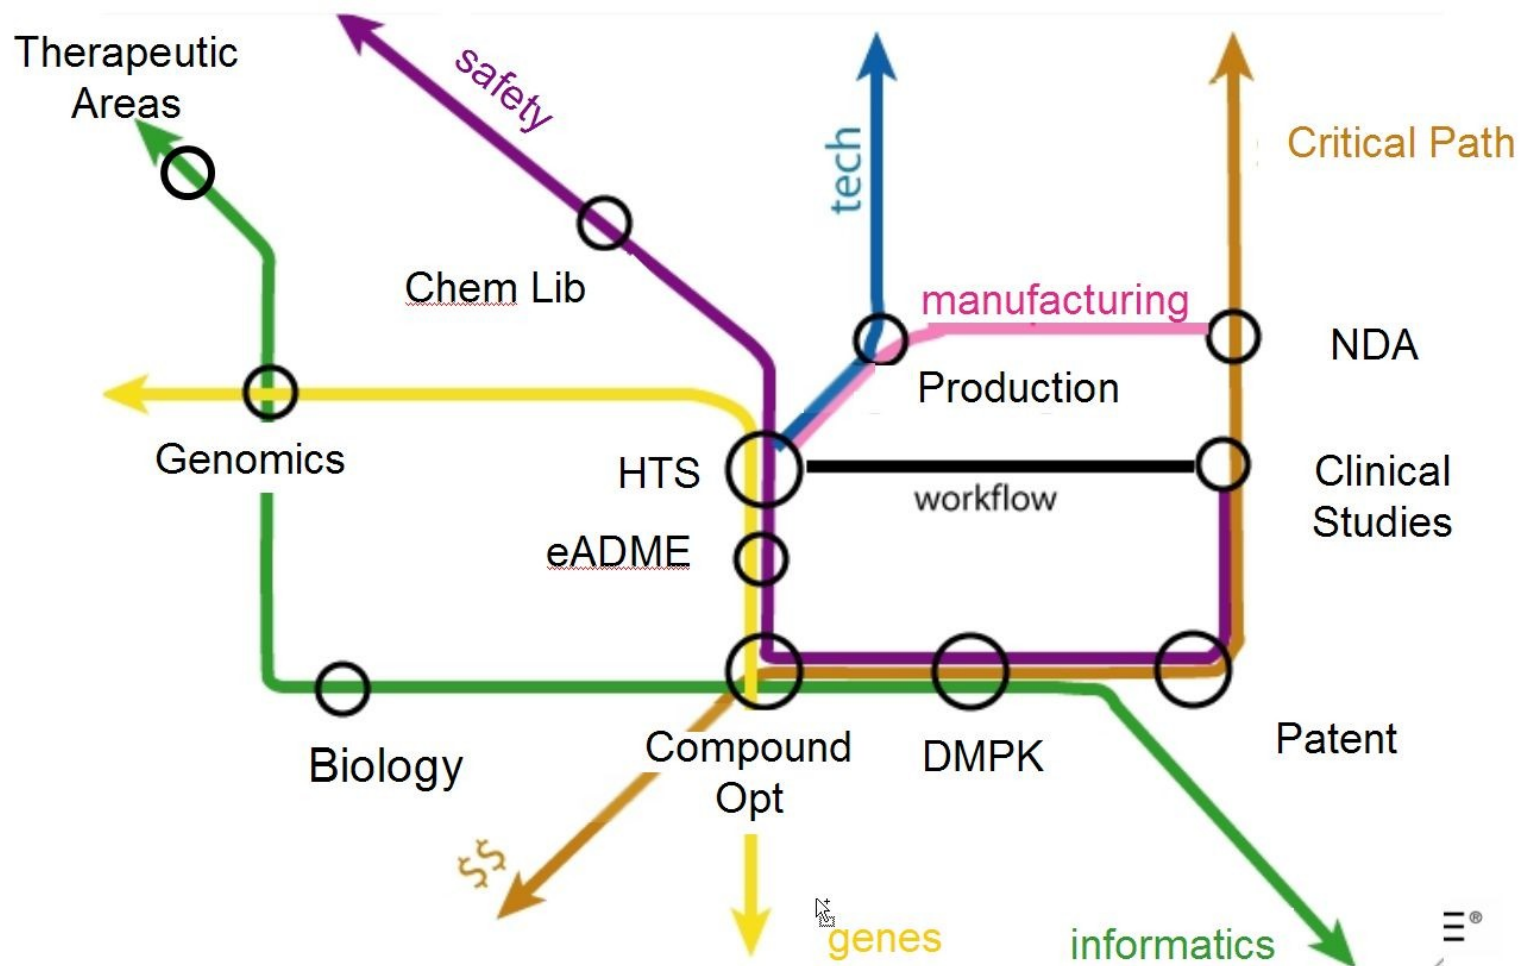 Therapeutic
Areas
safety
tech
Critical Path
Chem Lib
manufacturing
NDA
Production
Genomics
HTS
workflow
Clinical
Studies
eADME
Biology
Compound
Opt
DMPK
Patent
$$
genes
informatics
®